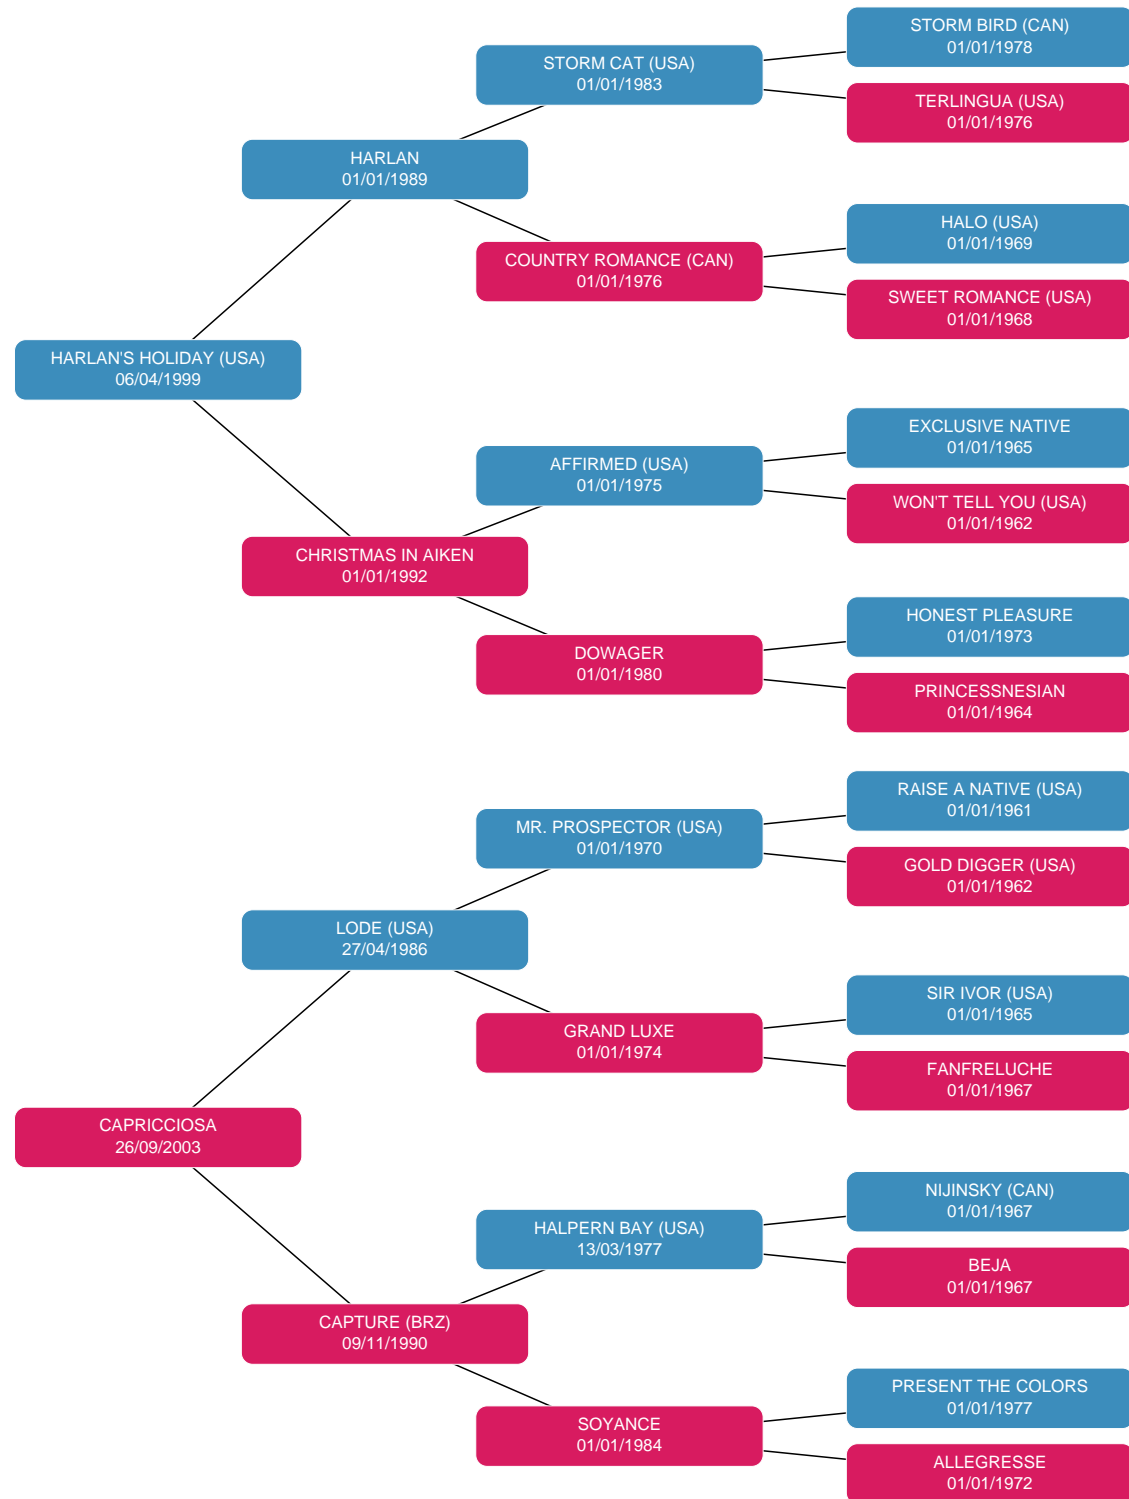 STORM BIRD (CAN)
01/01/1978
STORM CAT (USA)
01/01/1983
TERLINGUA (USA)
01/01/1976
HARLAN
01/01/1989
HALO (USA)
01/01/1969
COUNTRY ROMANCE (CAN)
01/01/1976
SWEET ROMANCE (USA)
01/01/1968
HARLAN'S HOLIDAY (USA)
06/04/1999
EXCLUSIVE NATIVE
01/01/1965
AFFIRMED (USA)
01/01/1975
WON'T TELL YOU (USA)
01/01/1962
CHRISTMAS IN AIKEN
01/01/1992
HONEST PLEASURE
01/01/1973
DOWAGER
01/01/1980
PRINCESSNESIAN
01/01/1964
RAISE A NATIVE (USA)
01/01/1961
MR. PROSPECTOR (USA)
01/01/1970
GOLD DIGGER (USA)
01/01/1962
LODE (USA)
27/04/1986
SIR IVOR (USA)
01/01/1965
GRAND LUXE
01/01/1974
FANFRELUCHE
01/01/1967
CAPRICCIOSA
26/09/2003
NIJINSKY (CAN)
01/01/1967
HALPERN BAY (USA)
13/03/1977
BEJA
01/01/1967
CAPTURE (BRZ)
09/11/1990
PRESENT THE COLORS
01/01/1977
SOYANCE
01/01/1984
ALLEGRESSE
01/01/1972